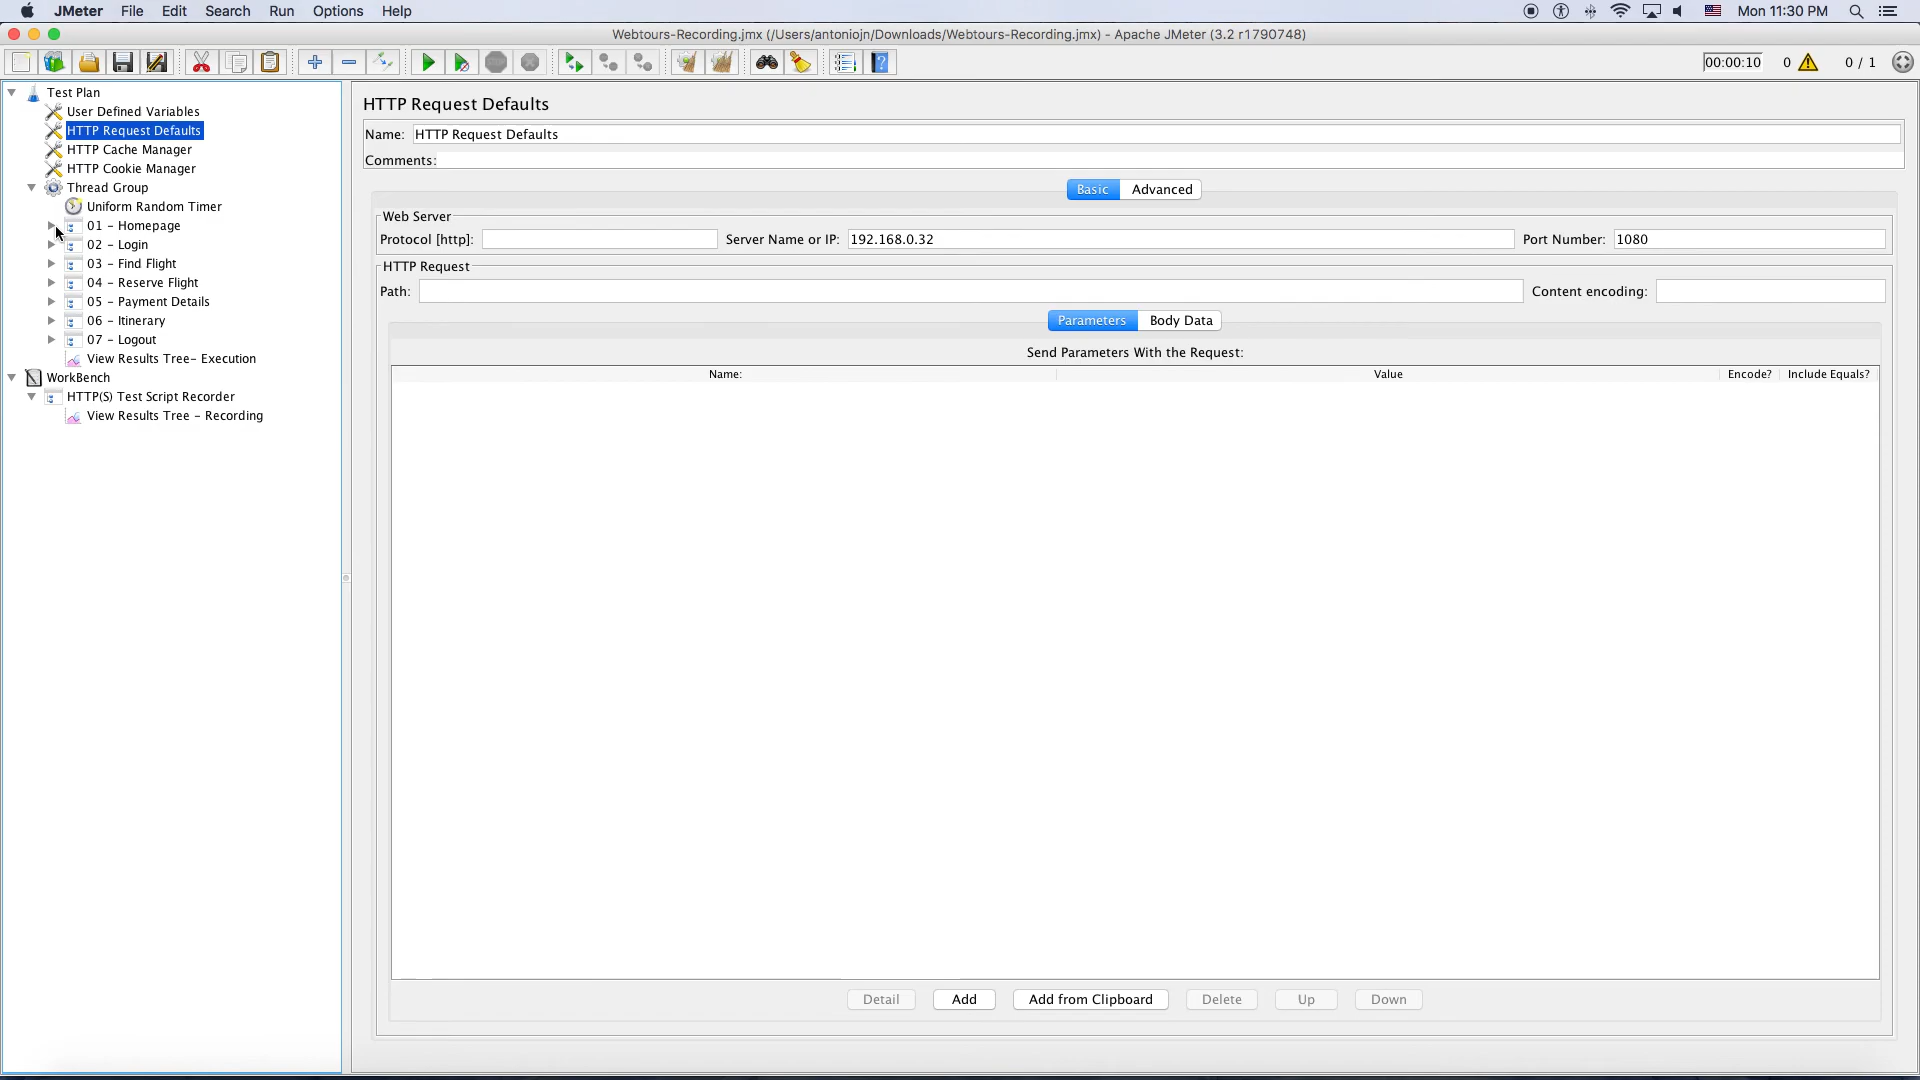 JMeter File Edit Search Run Options Help Mon 11:30 PM
Webtours-Recording.jmx (/Users/antoniojn/Downloads/Webtours-Recording.jmx) - Apache JMeter (3.2 r1790748)
00:00:10 0 0 / 1
Test Plan
User Defined Variables
HTTP Request Defaults
HTTP Cache Manager
HTTP Cookie Manager
Thread Group
Uniform Random Timer
01 - Homepage
02 - Login
03 - Find Flight
04 - Reserve Flight
05 - Payment Details
06 - Itinerary
07 - Logout
View Results Tree- Execution
WorkBench
HTTP(S) Test Script Recorder
View Results Tree - Recording
HTTP Request Defaults
Name: HTTP Request Defaults
Comments:
Basic Advanced
Web Server
Protocol [http]: Server Name or IP: 192.168.0.32 Port Number: 1080
HTTP Request
Path: Content encoding:
Parameters Body Data
Send Parameters With the Request:
Name: Value Encode? Include Equals?
Detail Add Add from Clipboard Delete Up Down